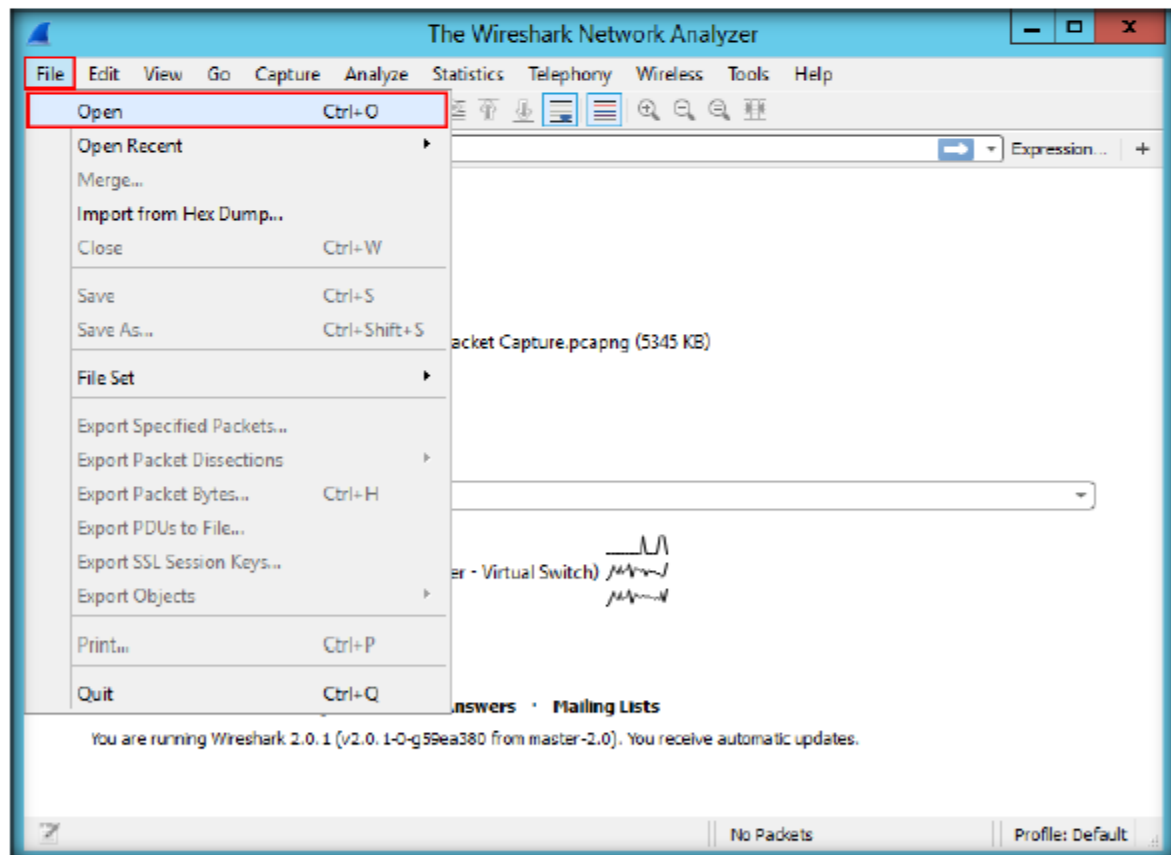 The Wireshark Network Analyzer
File Edit View Go Capture Analyze Statistics Telephony Wireless Tools Help
Open Ctrl+O
Open Recent
Expression... +
Merge...
Import from Hex Dump...
Close Ctrl+W
Save Ctrl+S
Save As... Ctrl+Shift+S
acket Capture.pcapng (5345 KB)
File Set
Export Specified Packets...
Export Packet Dissections
Export Packet Bytes... Ctrl+H
Export PDUs to File...
Export SSL Session Keys...
er - Virtual Switch)
Export Objects
Print... Ctrl+P
Quit Ctrl+Q
nswers · Mailing Lists
You are running Wireshark 2.0.1 (v2.0.1-0-g59ea380 from master-2.0). You receive automatic updates.
No Packets Profile: Default